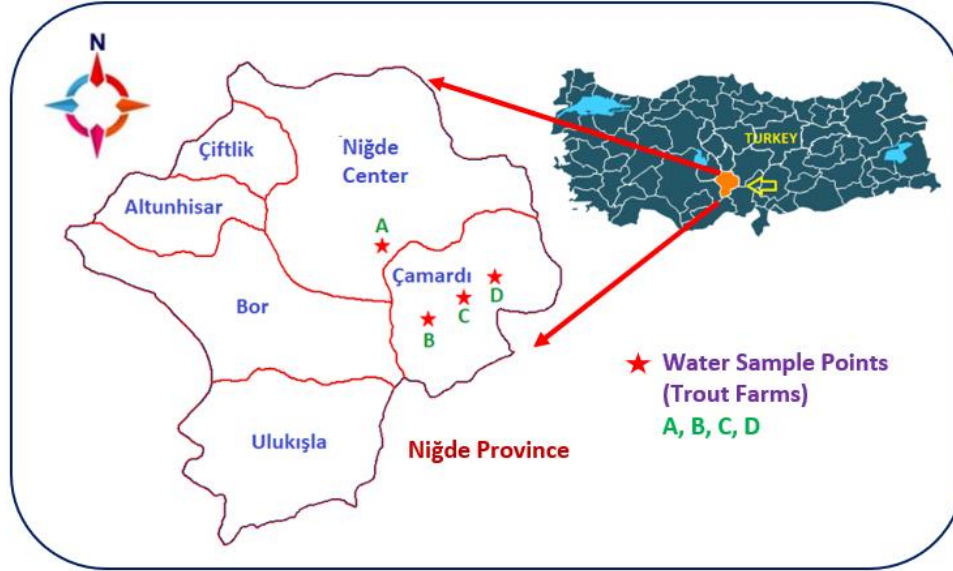 N
TURKEY
Çiftlik
Niğde
Center
Altunhisar
A
Çamardı
D
Bor
C
B
Water Sample Points
(Trout Farms)
A, B, C, D
Ulukışla
Niğde Province